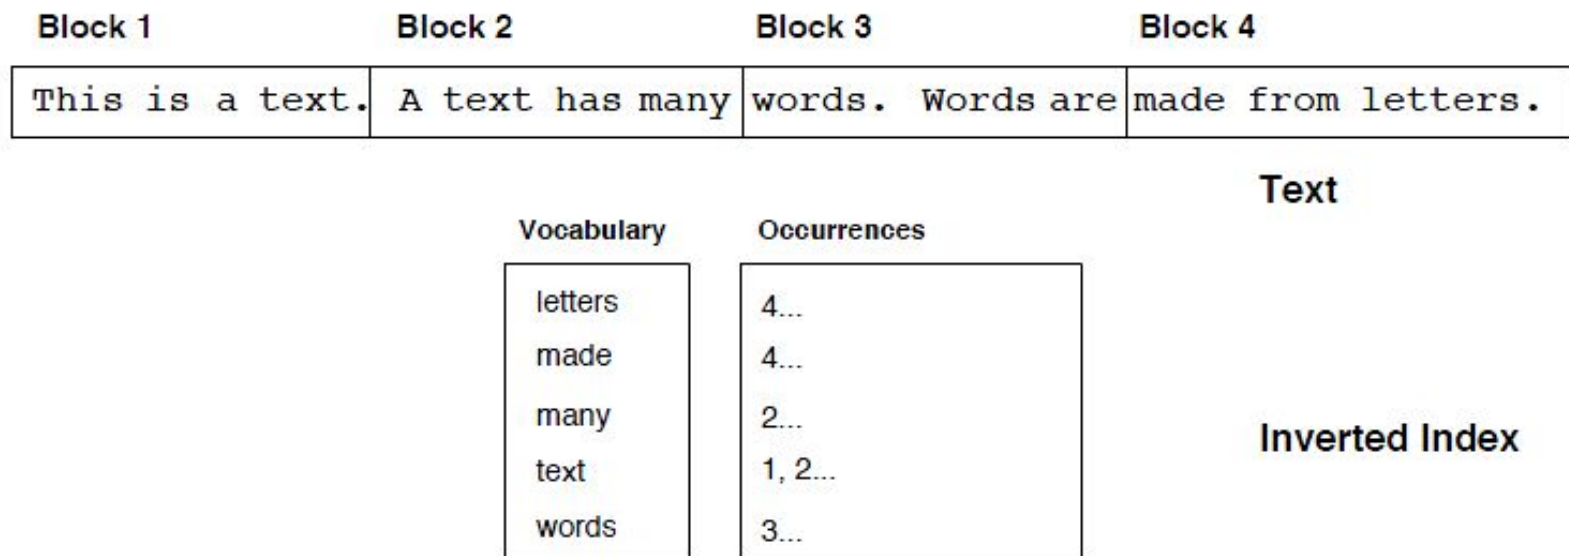 Block 1 Block 2 Block 3 Block 4
This is a text. A text has many words. Words are made from letters.
Text
Vocabulary Occurrences
letters 4...
made 4...
many 2...
Inverted Index
text 1, 2...
words 3...